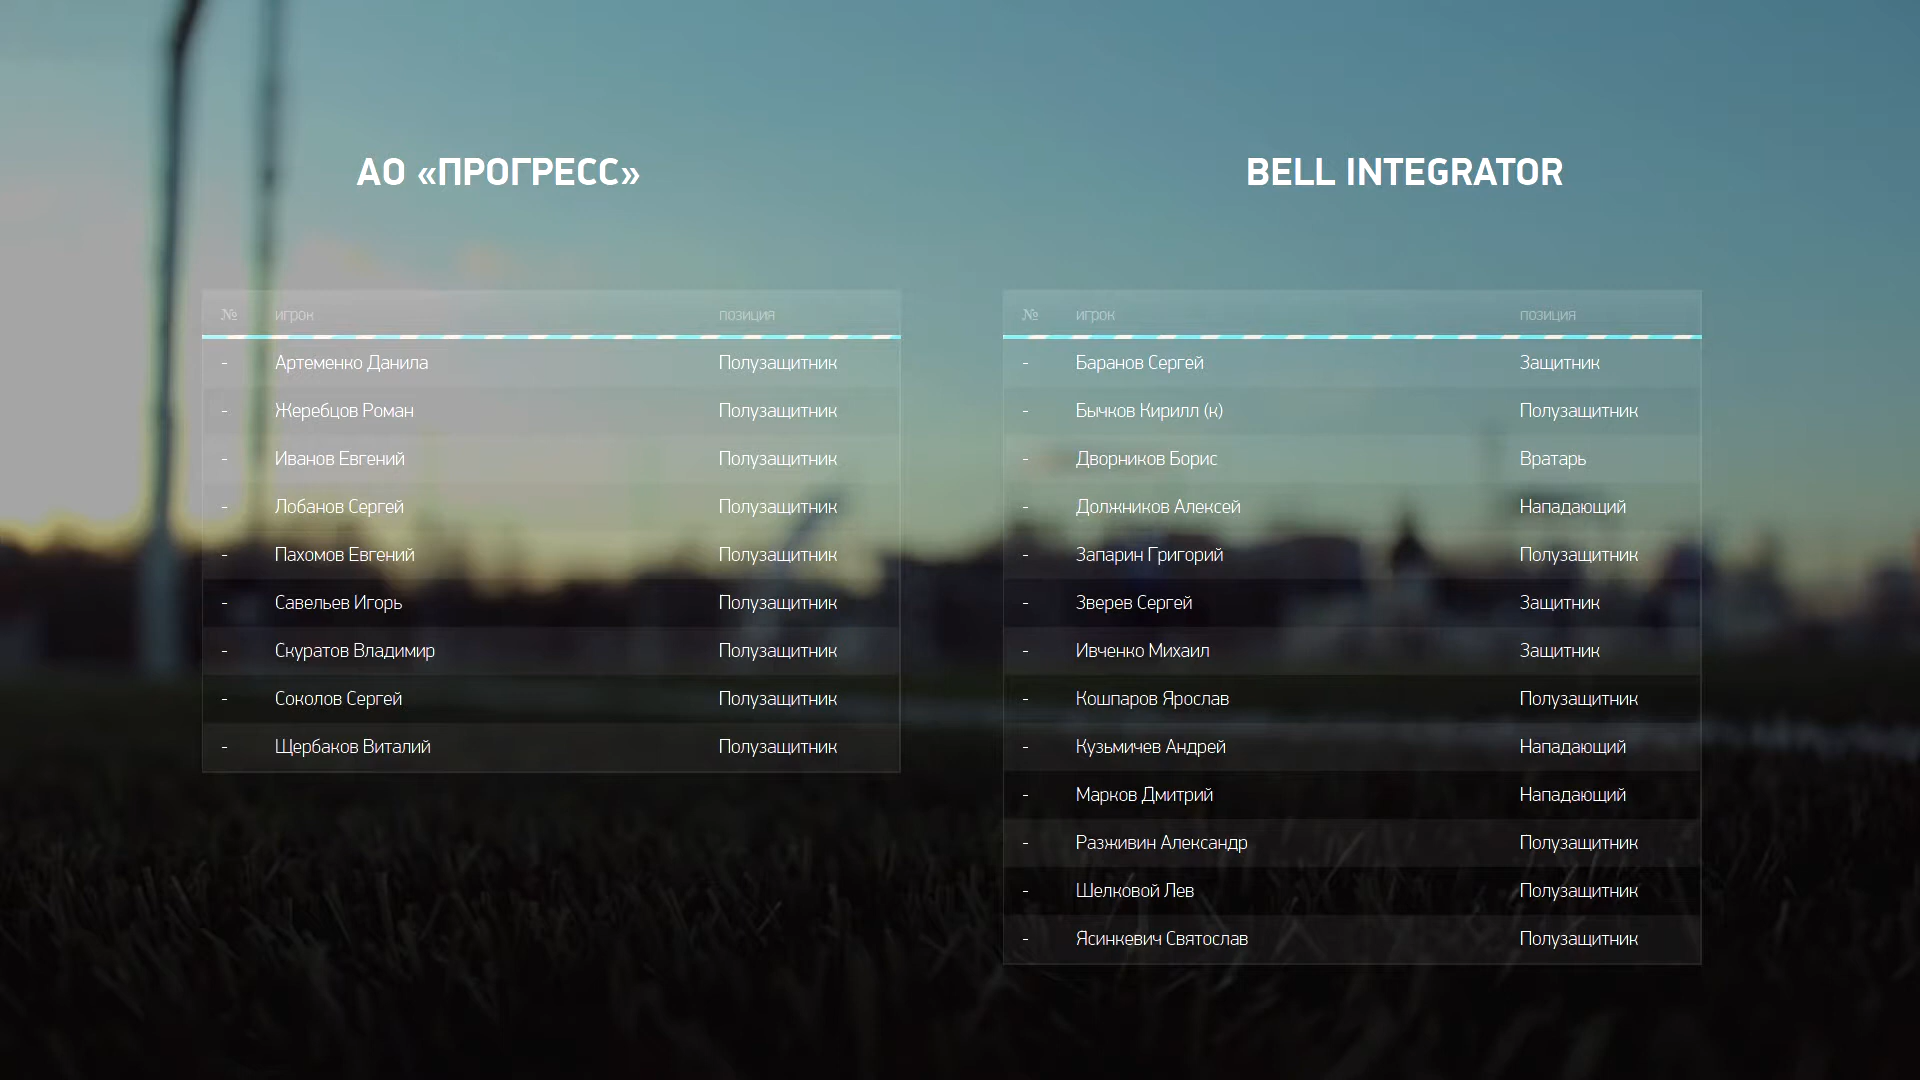 АО «ПРОГРЕСС»
№ игрок позиция
- Артеменко Данила Полузащитник
- Жеребцов Роман Полузащитник
- Иванов Евгений Полузащитник
- Лобанов Сергей Полузащитник
- Пахомов Евгений Полузащитник
- Савельев Игорь Полузащитник
- Скуратов Владимир Полузащитник
- Соколов Сергей Полузащитник
- Щербаков Виталий Полузащитник
BELL INTEGRATOR
№ игрок позиция
- Баранов Сергей Защитник
- Бычков Кирилл (к) Полузащитник
- Дворников Борис Вратарь
- Должников Алексей Нападающий
- Запарин Григорий Полузащитник
- Зверев Сергей Защитник
- Ивченко Михаил Защитник
- Кошпаров Ярослав Полузащитник
- Кузьмичев Андрей Нападающий
- Марков Дмитрий Нападающий
- Разживин Александр Полузащитник
- Шелковой Лев Полузащитник
- Ясинкевич Святослав Полузащитник